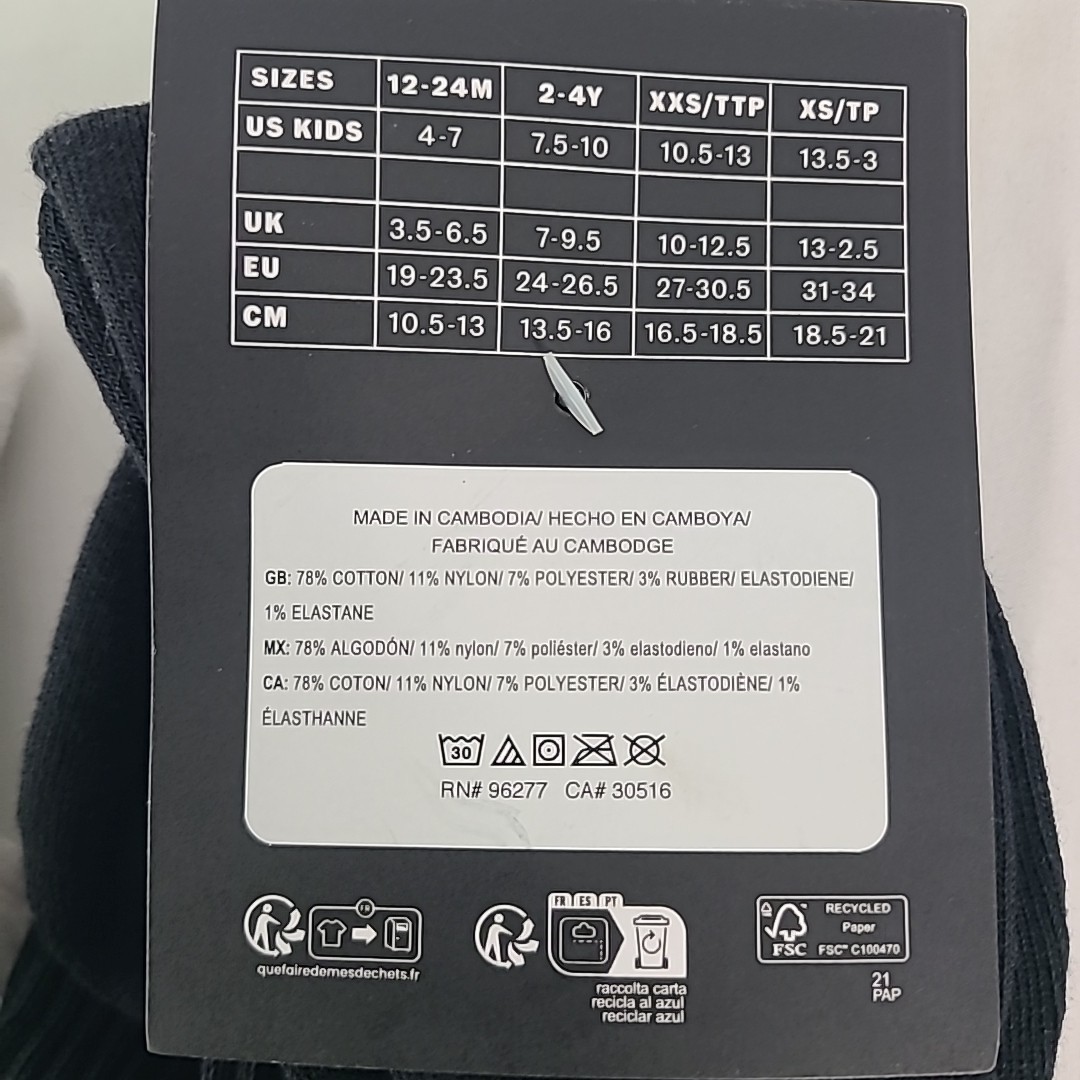 SIZES 12-24M 2-4Y XXS/TTP XS/TP
US KIDS 4-7 7.5-10 10.5-13 13.5-3
UK 3.5-6.5 7-9.5 10-12.5 13-2.5
EU 19-23.5 24-26.5 27-30.5 31-34
CM 10.5-13 13.5-16 16.5-18.5 18.5-21
MADE IN CAMBODIA/ HECHO EN CAMBOYA/
FABRIQUÉ AU CAMBODGE
GB: 78% COTTON/ 11% NYLON/ 7% POLYESTER/ 3% RUBBER/ ELASTODIENE/
1% ELASTANE
MX: 78% ALGODÓN/ 11% nylon/ 7% poliéster/ 3% elastodieno/ 1% elastano
CA: 78% COTON/ 11% NYLON/ 7% POLYESTER/ 3% ÉLASTODIÈNE/ 1%
ÉLASTHANNE
30
RN# 96277 CA# 30516
FR
quefairedemesdechets.fr
FR ES PT
raccolta carta
recicla al azul
reciclar azul
RECYCLED
Paper
FSC FSC™ C100470
21
PAP